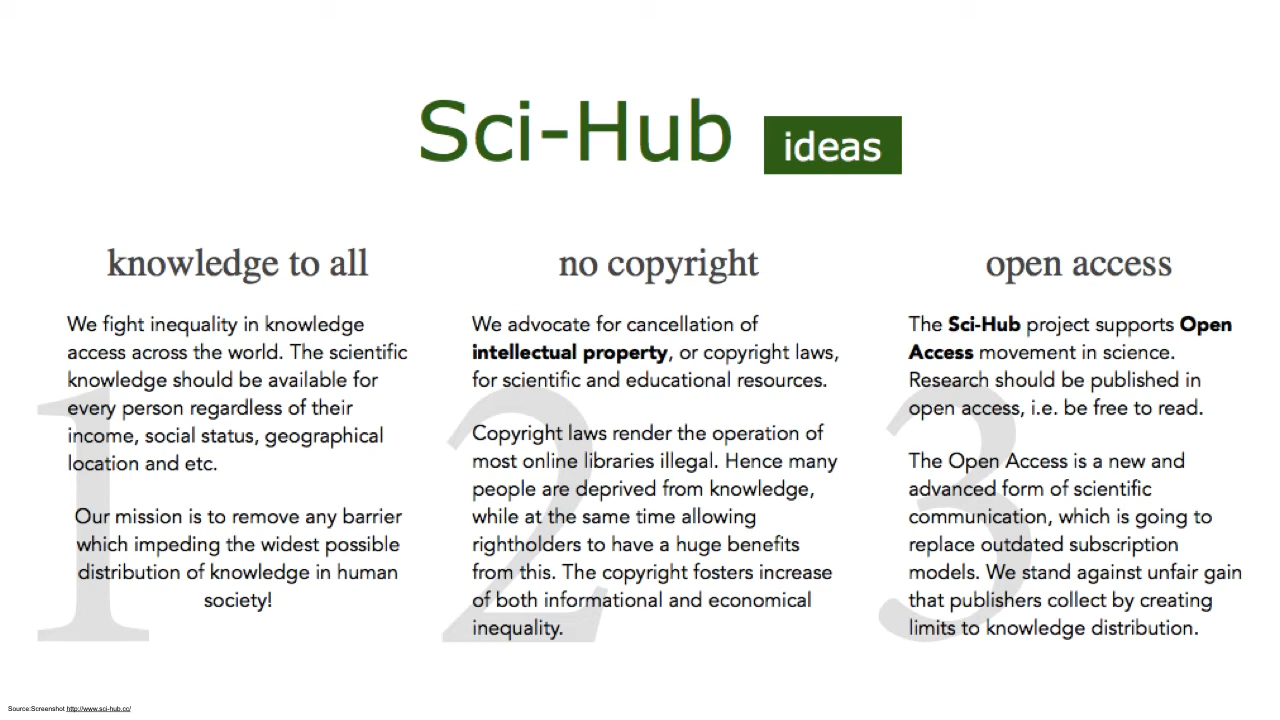 Sci-Hub ideas
knowledge to all
We fight inequality in knowledge
access across the world. The scientific
knowledge should be available for
every person regardless of their
income, social status, geographical
location and etc.
Our mission is to remove any barrier
which impeding the widest possible
distribution of knowledge in human
society!
1
no copyright
We advocate for cancellation of
intellectual property, or copyright laws,
for scientific and educational resources.
Copyright laws render the operation of
most online libraries illegal. Hence many
people are deprived from knowledge,
while at the same time allowing
rightholders to have a huge benefits
from this. The copyright fosters increase
of both informational and economical
inequality.
2
open access
The Sci-Hub project supports Open
Access movement in science.
Research should be published in
open access, i.e. be free to read.
The Open Access is a new and
advanced form of scientific
communication, which is going to
replace outdated subscription
models. We stand against unfair gain
that publishers collect by creating
limits to knowledge distribution.
3
Source:Screenshot http://www.sci-hub.cc/